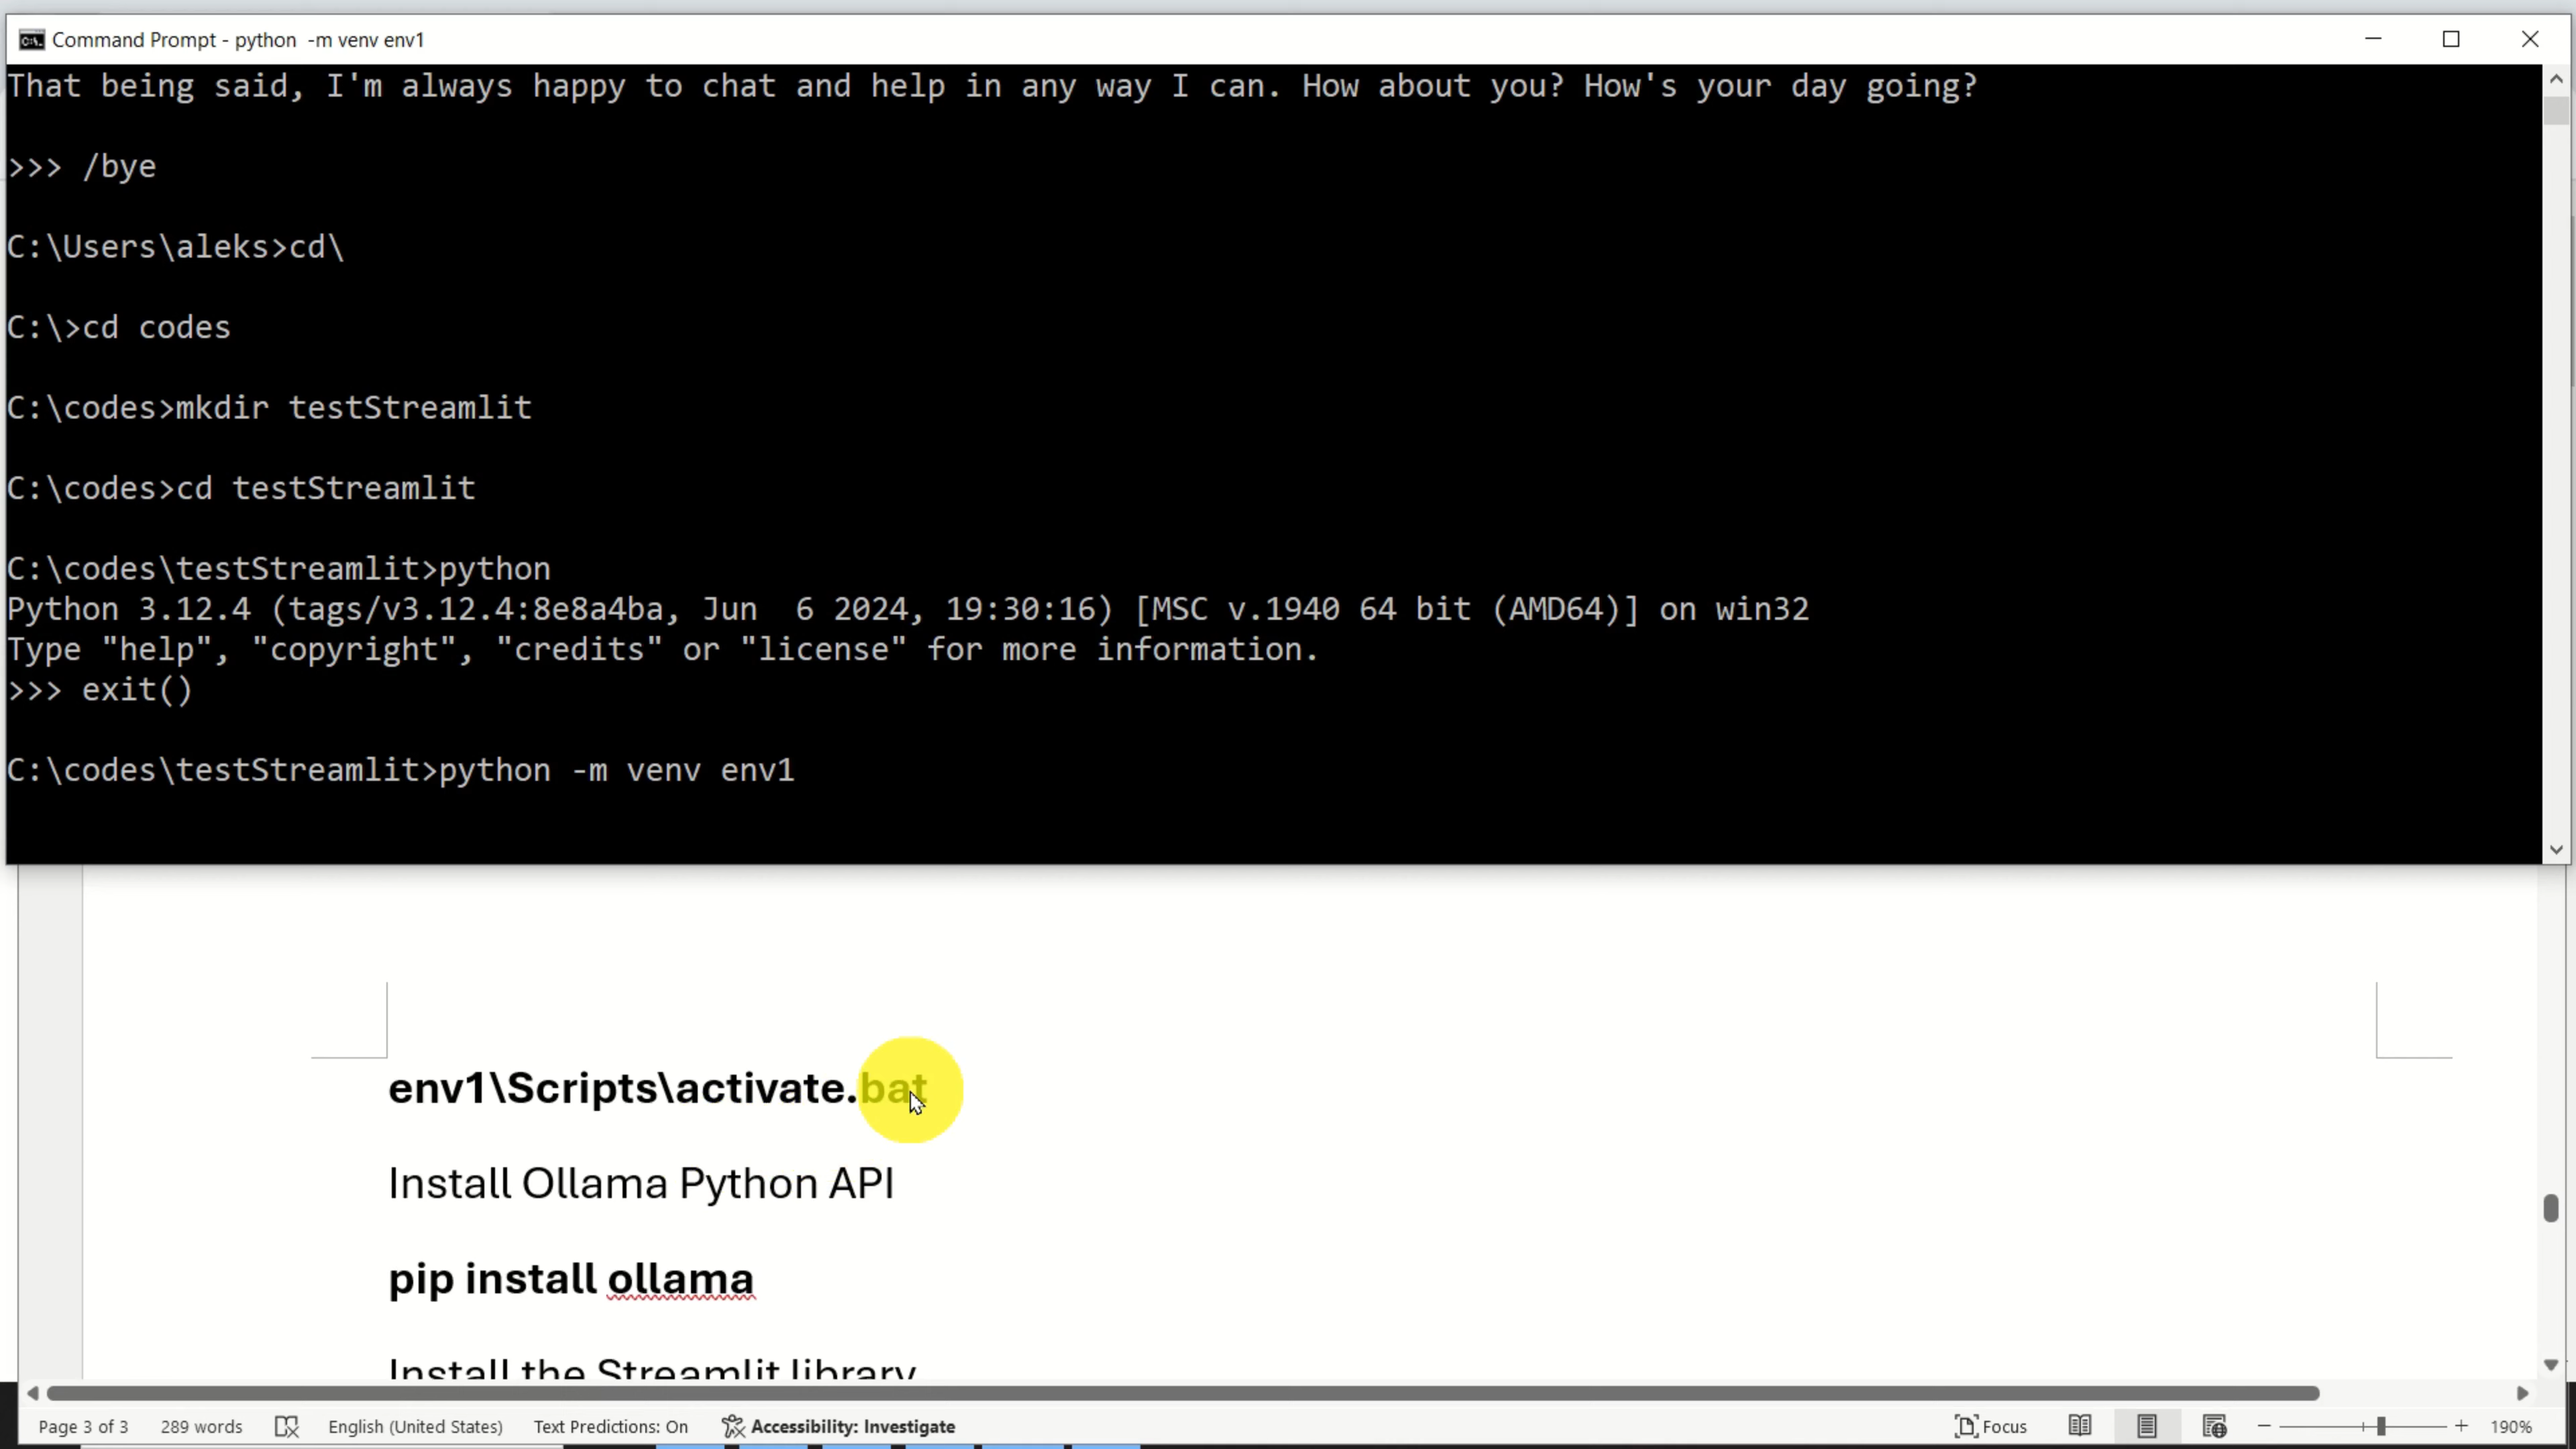 Command Prompt - python  -m venv env1
That being said, I'm always happy to chat and help in any way I can. How about you? How's your day going?
>>> /bye
C:\Users\aleks>cd\
C:\>cd codes
C:\codes>mkdir testStreamlit
C:\codes>cd testStreamlit
C:\codes\testStreamlit>python
Python 3.12.4 (tags/v3.12.4:8e8a4ba, Jun  6 2024, 19:30:16) [MSC v.1940 64 bit (AMD64)] on win32
Type "help", "copyright", "credits" or "license" for more information.
>>> exit()
C:\codes\testStreamlit>python -m venv env1
env1\Scripts\activate.bat
Install Ollama Python API
pip install ollama
Install the Streamlit library
Page 3 of 3 289 words English (United States) Text Predictions: On Accessibility: Investigate Focus 190%